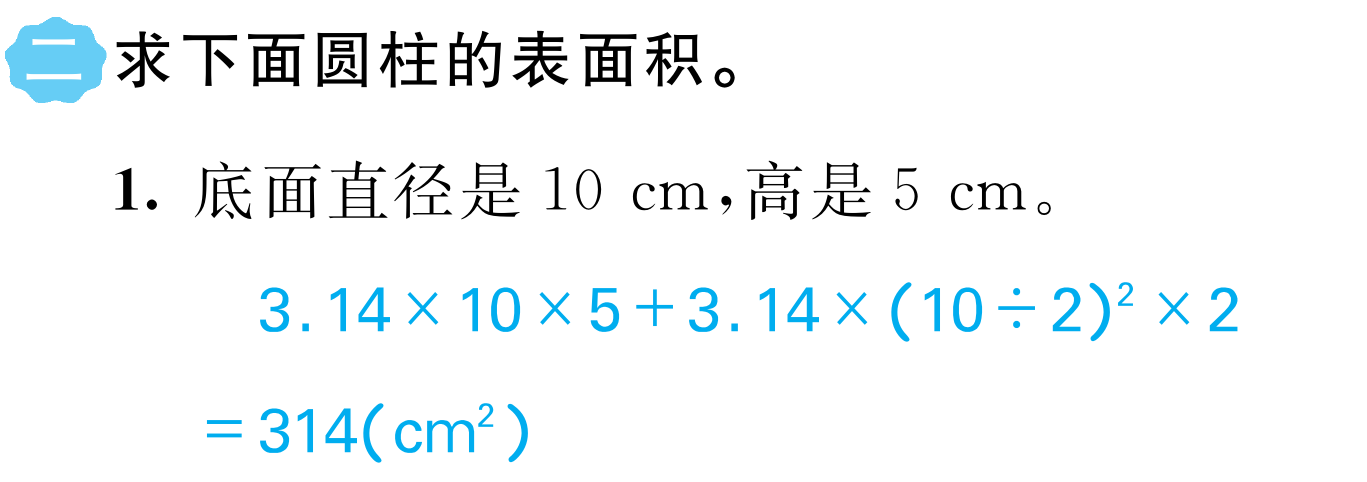 二 求下面圆柱的表面积。
1. 底面直径是 10 cm,高是 5 cm。
3.14×10×5+3.14×(10÷2)²×2
=314(cm²)